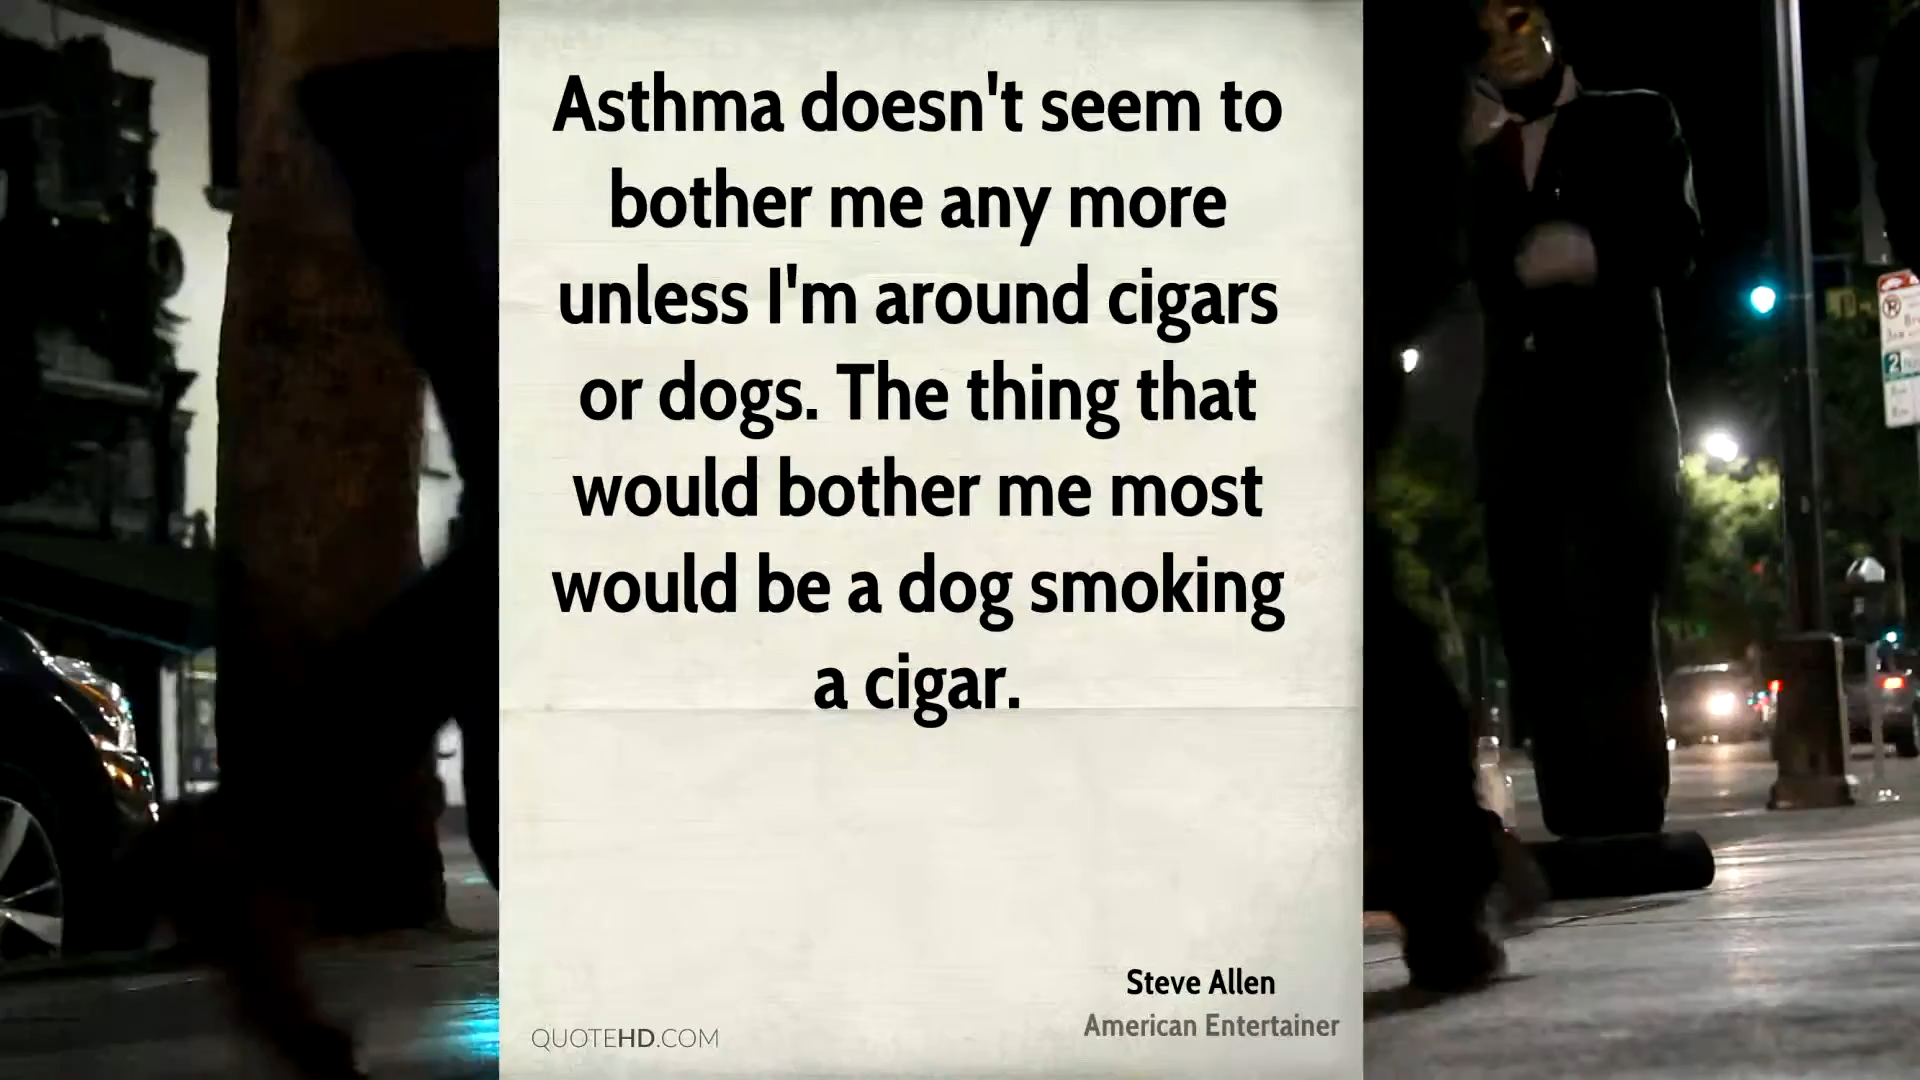 Asthma doesn't seem to
bother me any more
unless I'm around cigars
or dogs. The thing that
would bother me most
would be a dog smoking
a cigar.
Steve Allen
American Entertainer
QUOTEHD.COM
2